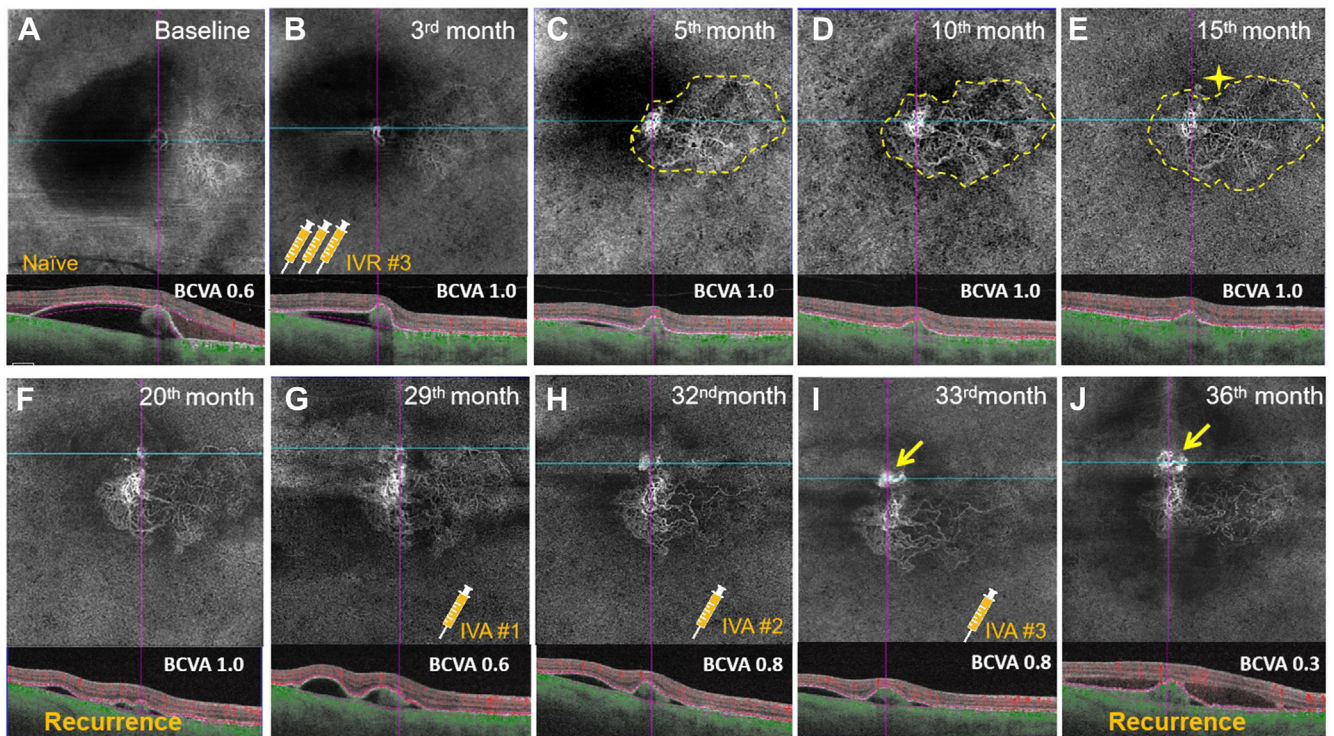 A Baseline
Naïve
BCVA 0.6
B 3rd month
IVR #3
BCVA 1.0
C 5th month
BCVA 1.0
D 10th month
BCVA 1.0
E 15th month
BCVA 1.0
F 20th month
BCVA 1.0
Recurrence
G 29th month
IVA #1
BCVA 0.6
H 32nd month
IVA #2
BCVA 0.8
I 33rd month
IVA #3
BCVA 0.8
J 36th month
BCVA 0.3
Recurrence